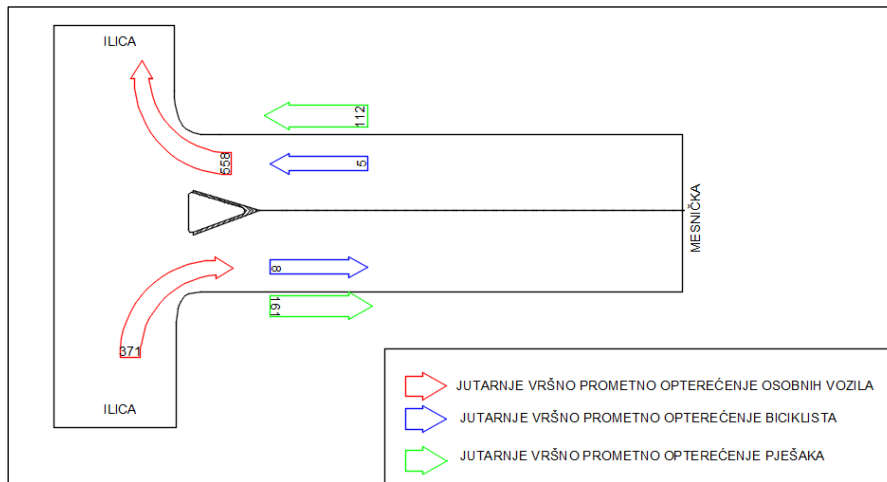 ILICA
112
558
5
MESNIČKA
8
161
371
ILICA
JUTARNJE VRŠNO PROMETNO OPTEREĆENJE OSOBNIH VOZILA
JUTARNJE VRŠNO PROMETNO OPTEREĆENJE BICIKLISTA
JUTARNJE VRŠNO PROMETNO OPTEREĆENJE PJEŠAKA